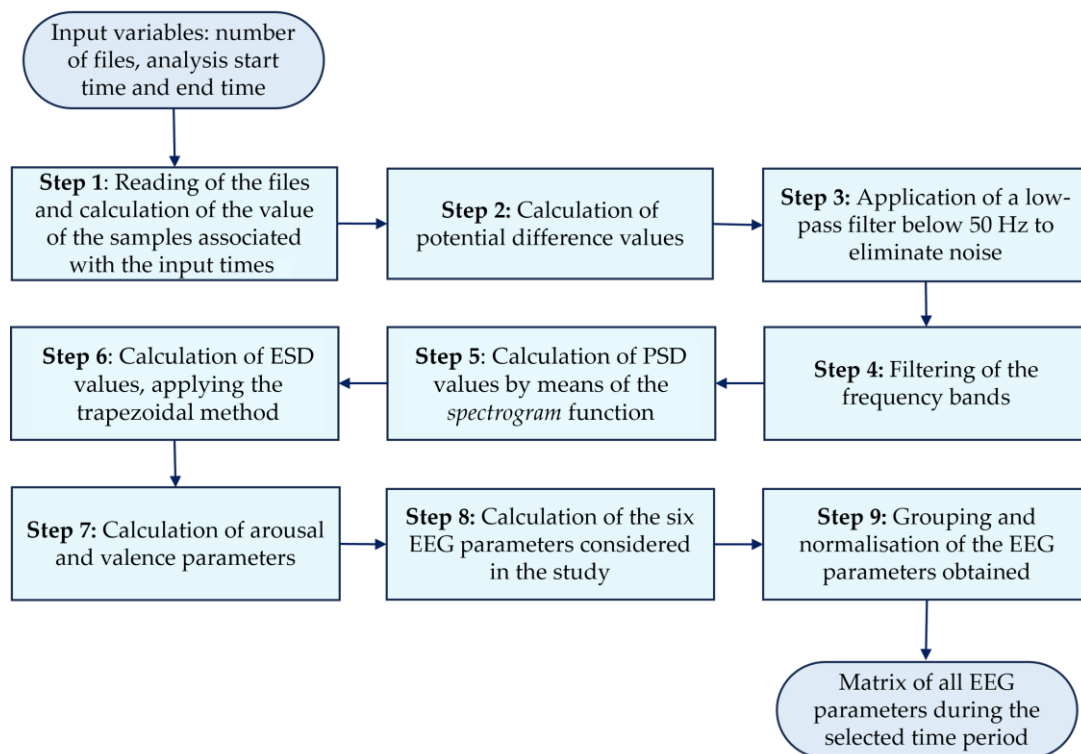 Input variables: number
of files, analysis start
time and end time
Step 1: Reading of the files
and calculation of the value
of the samples associated
with the input times
Step 2: Calculation of
potential difference values
Step 3: Application of a low-
pass filter below 50 Hz to
eliminate noise
Step 4: Filtering of the
frequency bands
Step 5: Calculation of PSD
values by means of the
spectrogram function
Step 6: Calculation of ESD
values, applying the
trapezoidal method
Step 7: Calculation of arousal
and valence parameters
Step 8: Calculation of the six
EEG parameters considered
in the study
Step 9: Grouping and
normalisation of the EEG
parameters obtained
Matrix of all EEG
parameters during the
selected time period